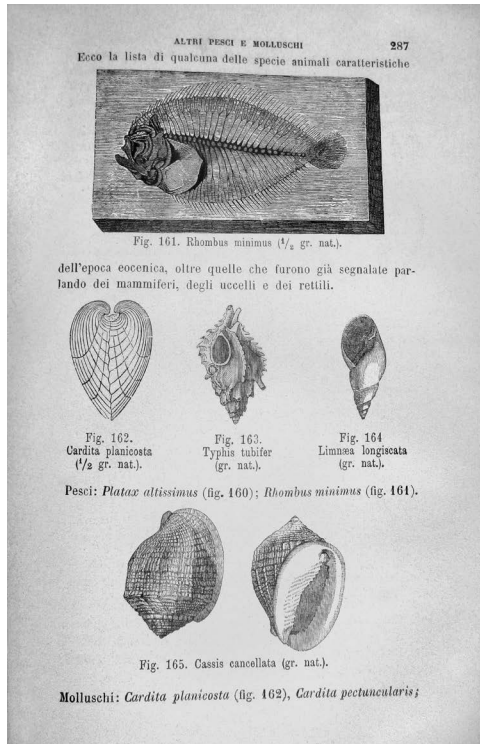 ALTRI PESCI E MOLLUSCHI 287
Ecco la lista di qualcuna delle specie animali caratteristiche
Fig. 161. Rhombus minimus (1/2 gr. nat.).
dell'epoca eocenica, oltre quelle che furono già segnalate par-
lando dei mammiferi, degli uccelli e dei rettili.
Fig. 162.
Cardita planicosta
(1/2 gr. nat.).
Fig. 163.
Typhis tubifer
(gr. nat.).
Fig. 164
Limnæa longiscata
(gr. nat.).
Pesci: Platax altissimus (fig. 160); Rhombus minimus (fig. 161).
Fig. 165. Cassis cancellata (gr. nat.).
Molluschi: Cardita planicosta (fig. 162), Cardita pectuncularis;